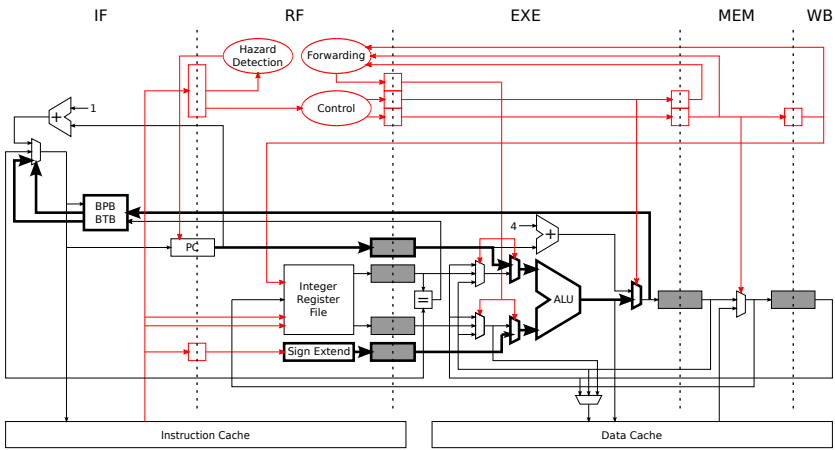 IF RF EXE MEM WB
Hazard
Detection
Forwarding
Control
1
+
BPB
BTB
4
+
PC
Integer
Register
File
=
ALU
Sign Extend
Instruction Cache
Data Cache